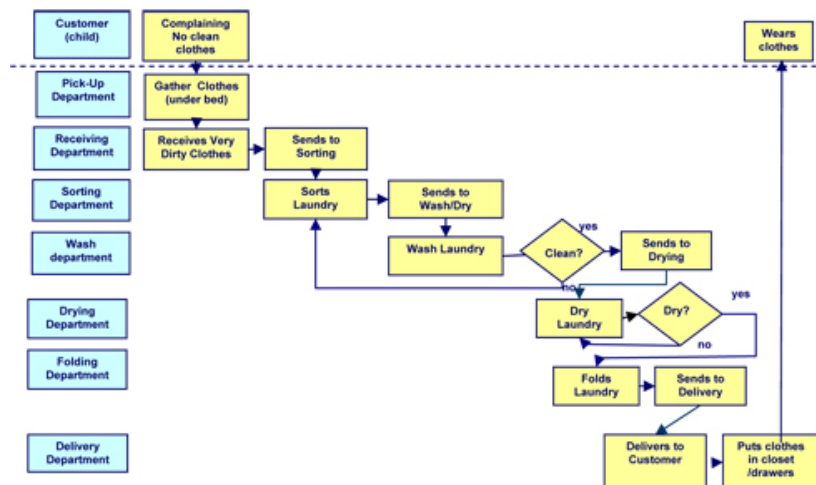 Customer
(child)
Complaining
No clean
clothes
Wears
clothes
Pick-Up
Department
Gather Clothes
(under bed)
Receiving
Department
Receives Very
Dirty Clothes
Sends to
Sorting
Sorting
Department
Sorts
Laundry
Sends to
Wash/Dry
Wash
department
Wash Laundry
Clean?
yes
no
Sends to
Drying
Drying
Department
Dry
Laundry
Dry?
yes
no
Folding
Department
Folds
Laundry
Sends to
Delivery
Delivery
Department
Delivers to
Customer
Puts clothes
in closet
/drawers